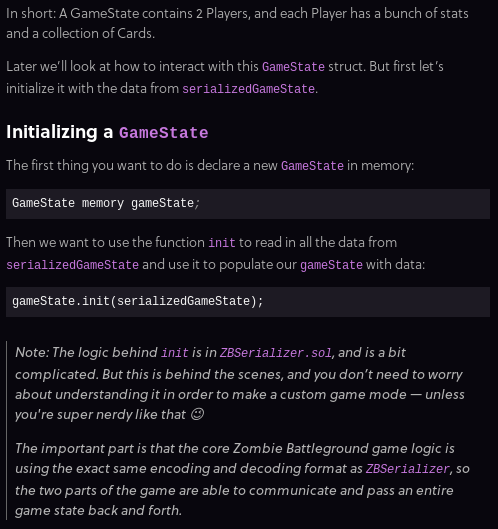 In short: A GameState contains 2 Players, and each Player has a bunch of stats
and a collection of Cards.
Later we'll look at how to interact with this GameState struct. But first let's
initialize it with the data from serializedGameState.
Initializing a GameState
The first thing you want to do is declare a new GameState in memory:
GameState memory gameState;
Then we want to use the function init to read in all the data from
serializedGameState and use it to populate our gameState with data:
gameState.init(serializedGameState);
Note: The logic behind init is in ZBSerializer.sol, and is a bit
complicated. But this is behind the scenes, and you don't need to worry
about understanding it in order to make a custom game mode — unless
you're super nerdy like that 😉
The important part is that the core Zombie Battleground game logic is
using the exact same encoding and decoding format as ZBSerializer, so
the two parts of the game are able to communicate and pass an entire
game state back and forth.